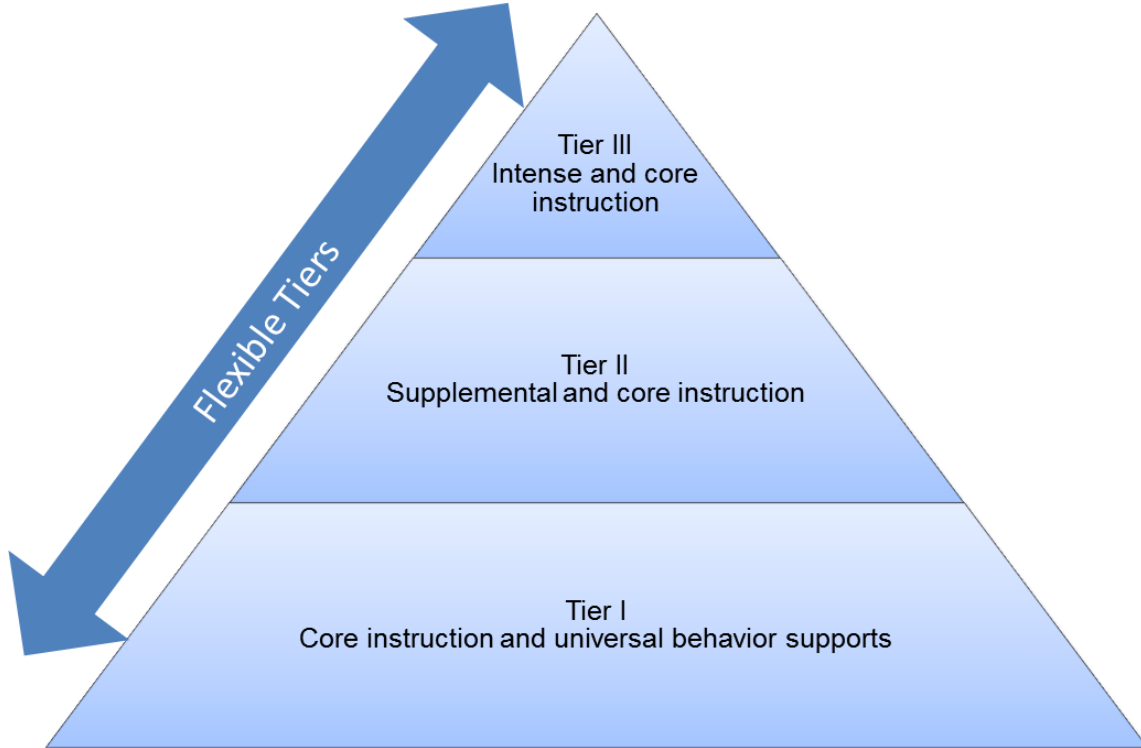 Flexible Tiers
Tier III
Intense and core
instruction
Tier II
Supplemental and core instruction
Tier I
Core instruction and universal behavior supports